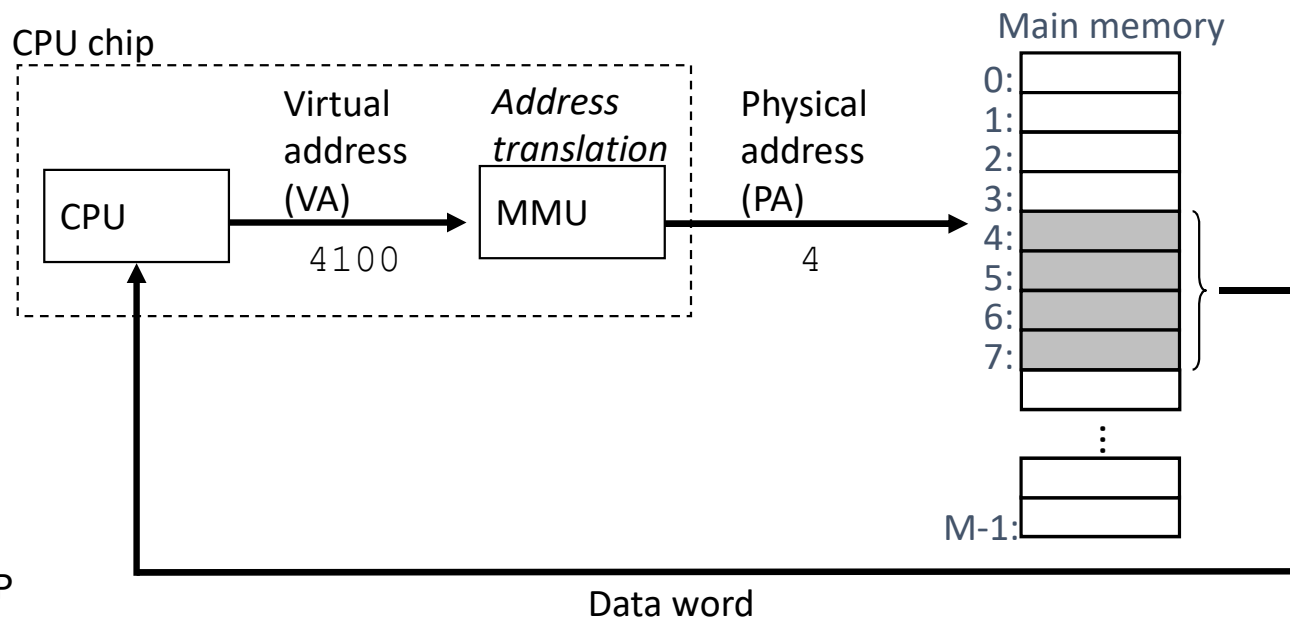 Main memory
CPU chip
0:
Virtual
address
(VA)
Address
translation
Physical
address
(PA)
1:
2:
3:
CPU
MMU
4100
4
4:
5:
6:
7:
⋮
M-1:
P
Data word